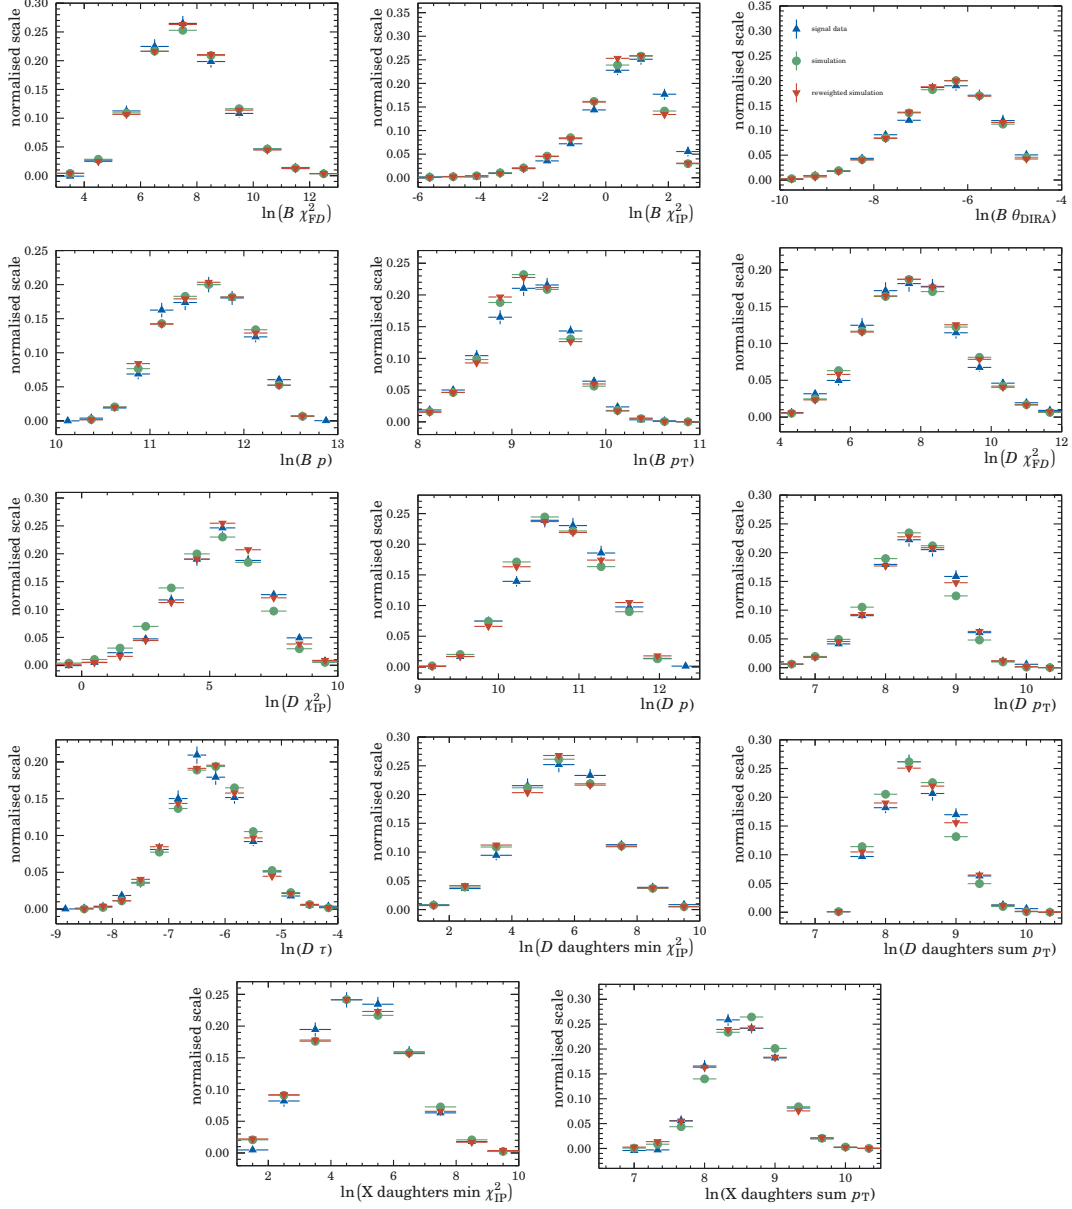 normalised scale
0.30
0.25
0.20
0.15
0.10
0.05
0.00
4 6 8 10 12
ln(B χ²FD)
normalised scale
0.35
0.30
0.25
0.20
0.15
0.10
0.05
0.00
-6 -4 -2 0 2
ln(B χ²IP)
normalised scale
0.30
0.25
0.20
0.15
0.10
0.05
0.00
signal data
simulation
reweighted simulation
-10 -8 -6 -4
ln(B θDIRA)
normalised scale
0.25
0.20
0.15
0.10
0.05
0.00
10 11 12 13
ln(B p)
normalised scale
0.25
0.20
0.15
0.10
0.05
0.00
8 9 10 11
ln(B pT)
normalised scale
0.20
0.15
0.10
0.05
0.00
4 6 8 10 12
ln(D χ²FD)
normalised scale
0.30
0.25
0.20
0.15
0.10
0.05
0.00
0 5 10
ln(D χ²IP)
normalised scale
0.25
0.20
0.15
0.10
0.05
0.00
9 10 11 12
ln(D p)
normalised scale
0.30
0.25
0.20
0.15
0.10
0.05
0.00
7 8 9 10
ln(D pT)
normalised scale
0.20
0.15
0.10
0.05
0.00
-9 -8 -7 -6 -5 -4
ln(D τ)
normalised scale
0.30
0.25
0.20
0.15
0.10
0.05
0.00
2 4 6 8 10
ln(D daughters min χ²IP)
normalised scale
0.30
0.25
0.20
0.15
0.10
0.05
0.00
7 8 9 10
ln(D daughters sum pT)
normalised scale
0.25
0.20
0.15
0.10
0.05
0.00
2 4 6 8 10
ln(X daughters min χ²IP)
normalised scale
0.30
0.25
0.20
0.15
0.10
0.05
0.00
7 8 9 10
ln(X daughters sum pT)